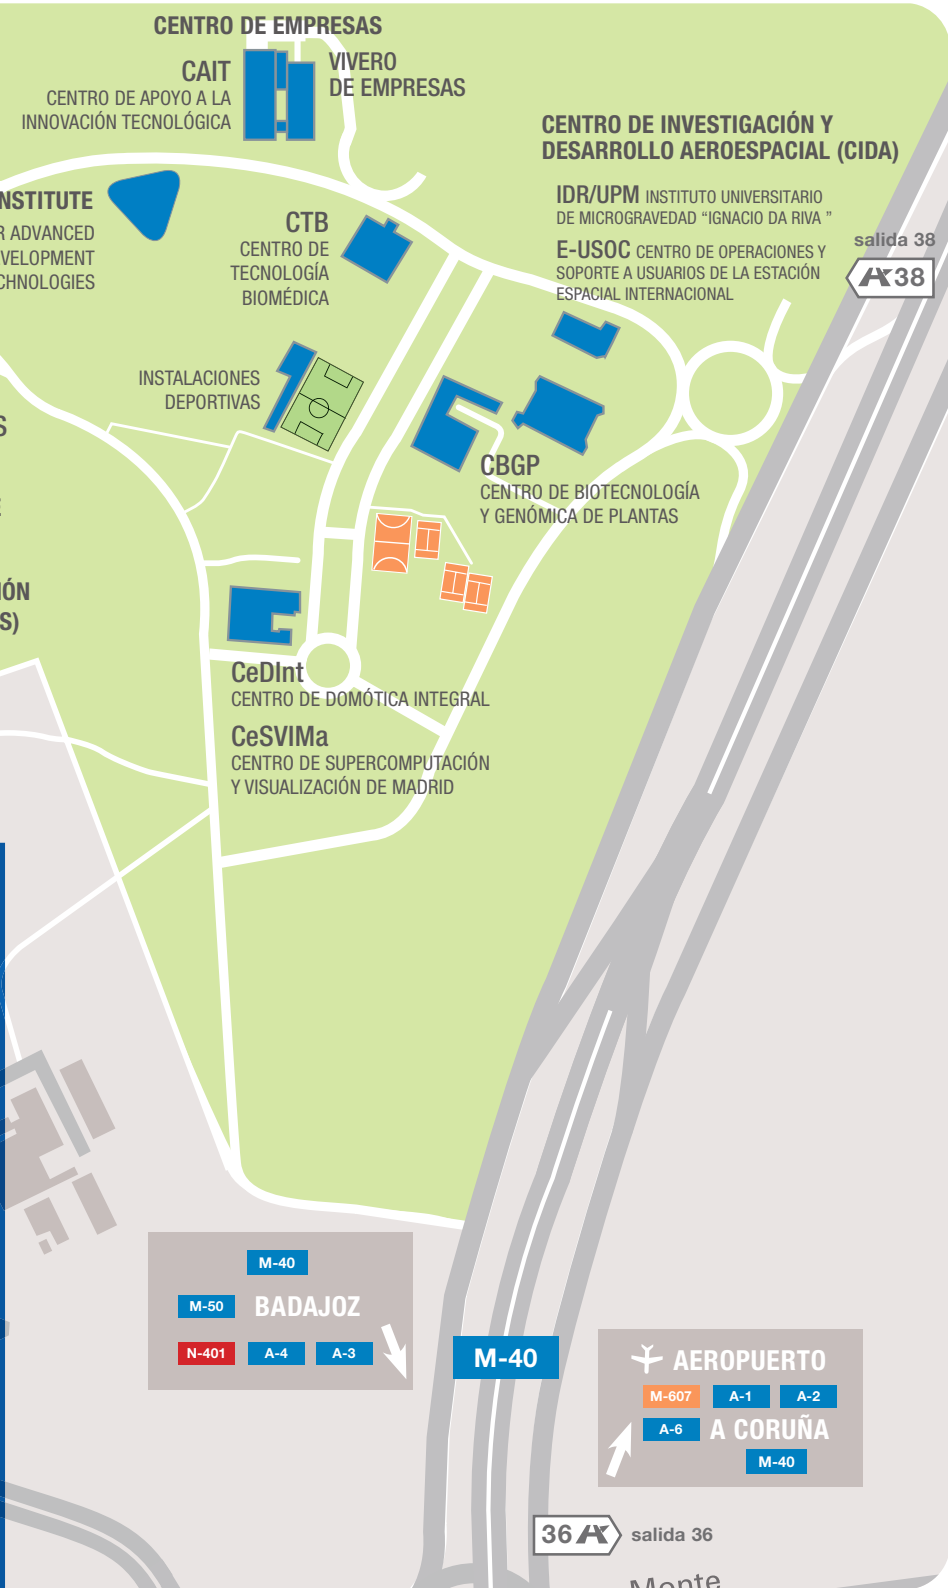 CENTRO DE EMPRESAS
CAIT
CENTRO DE APOYO A LA
INNOVACIÓN TECNOLÓGICA
VIVERO
DE EMPRESAS
CENTRO DE INVESTIGACIÓN Y
DESARROLLO AEROESPACIAL (CIDA)
IDR/UPM INSTITUTO UNIVERSITARIO
DE MICROGRAVEDAD “IGNACIO DA RIVA ”
E-USOC CENTRO DE OPERACIONES Y
SOPORTE A USUARIOS DE LA ESTACIÓN
ESPACIAL INTERNACIONAL
salida 38
38
NSTITUTE
R ADVANCED
VELOPMENT
CHNOLOGIES
CTB
CENTRO DE
TECNOLOGÍA
BIOMÉDICA
INSTALACIONES
DEPORTIVAS
S
E
IÓN
S)
CBGP
CENTRO DE BIOTECNOLOGÍA
Y GENÓMICA DE PLANTAS
CeDInt
CENTRO DE DOMÓTICA INTEGRAL
CeSVIMa
CENTRO DE SUPERCOMPUTACIÓN
Y VISUALIZACIÓN DE MADRID
M-40
M-50 BADAJOZ
N-401 A-4 A-3
M-40
AEROPUERTO
M-607 A-1 A-2
A-6 A CORUÑA
M-40
36 salida 36
Monte